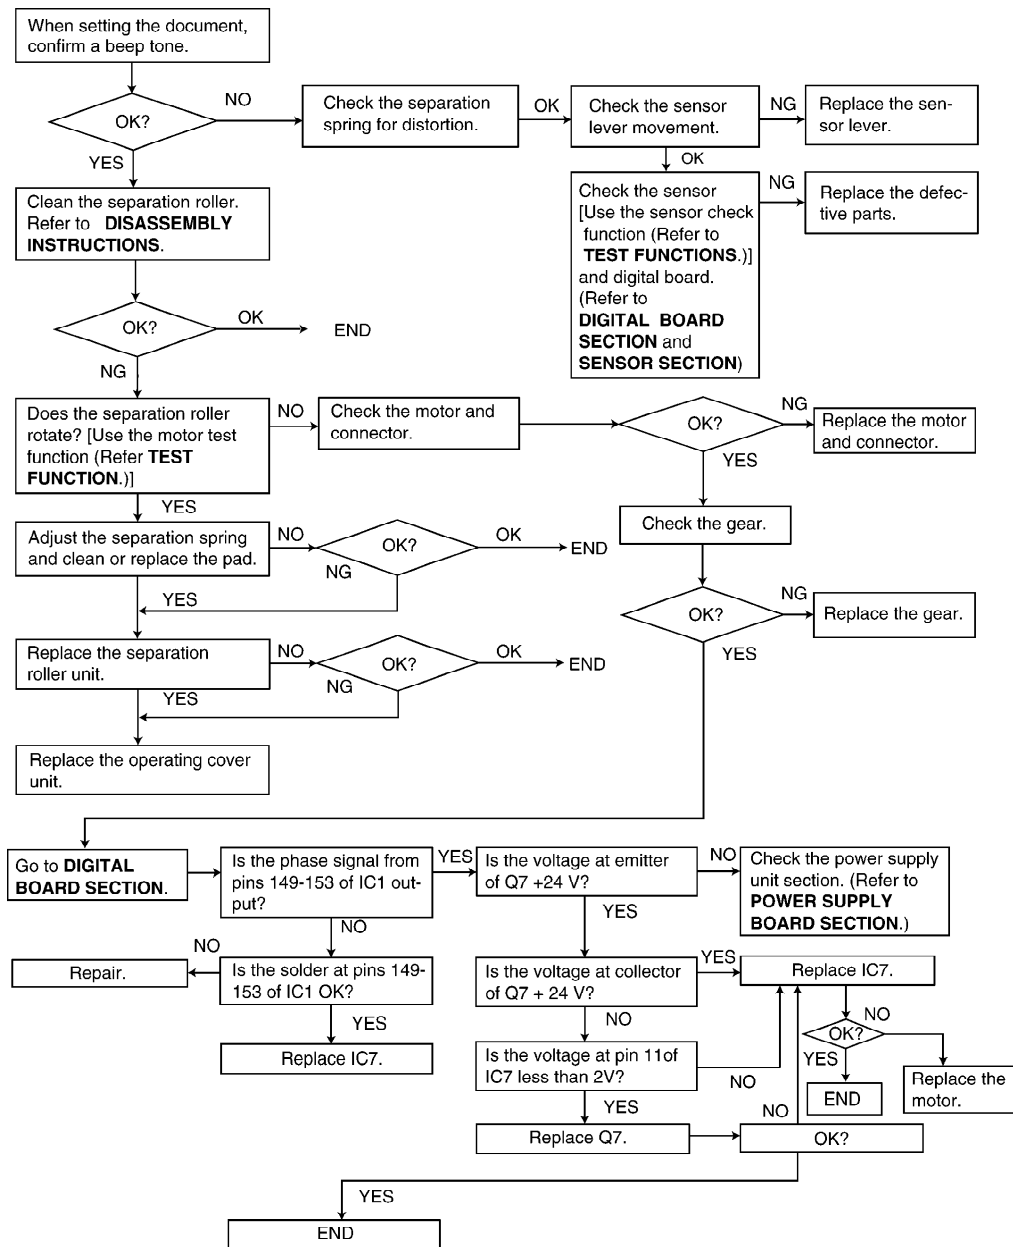 When setting the document,
confirm a beep tone.
OK?
NO
Check the separation
spring for distortion.
OK
Check the sensor
lever movement.
NG
Replace the sen-
sor lever.
YES
OK
Clean the separation roller.
Refer to DISASSEMBLY
INSTRUCTIONS.
Check the sensor
[Use the sensor check
function (Refer to
TEST FUNCTIONS.)]
and digital board.
(Refer to
DIGITAL BOARD
SECTION and
SENSOR SECTION)
NG
Replace the defec-
tive parts.
OK?
OK
END
NG
Does the separation roller
rotate? [Use the motor test
function (Refer TEST
FUNCTION.)]
NO
Check the motor and
connector.
OK?
NG
Replace the motor
and connector.
YES
YES
Check the gear.
Adjust the separation spring
and clean or replace the pad.
NO
OK?
OK
END
NG
YES
OK?
NG
Replace the gear.
YES
Replace the separation
roller unit.
NO
OK?
OK
END
NG
YES
Replace the operating cover
unit.
Go to DIGITAL
BOARD SECTION.
Is the phase signal from
pins 149-153 of IC1 out-
put?
YES
Is the voltage at emitter
of Q7 +24 V?
NO
Check the power supply
unit section. (Refer to
POWER SUPPLY
BOARD SECTION.)
NO
YES
Repair.
NO
Is the solder at pins 149-
153 of IC1 OK?
YES
Replace IC7.
Is the voltage at collector
of Q7 + 24 V?
YES
Replace IC7.
NO
OK?
NO
YES
END
Replace the
motor.
Is the voltage at pin 11of
IC7 less than 2V?
NO
YES
Replace Q7.
NO
OK?
YES
END